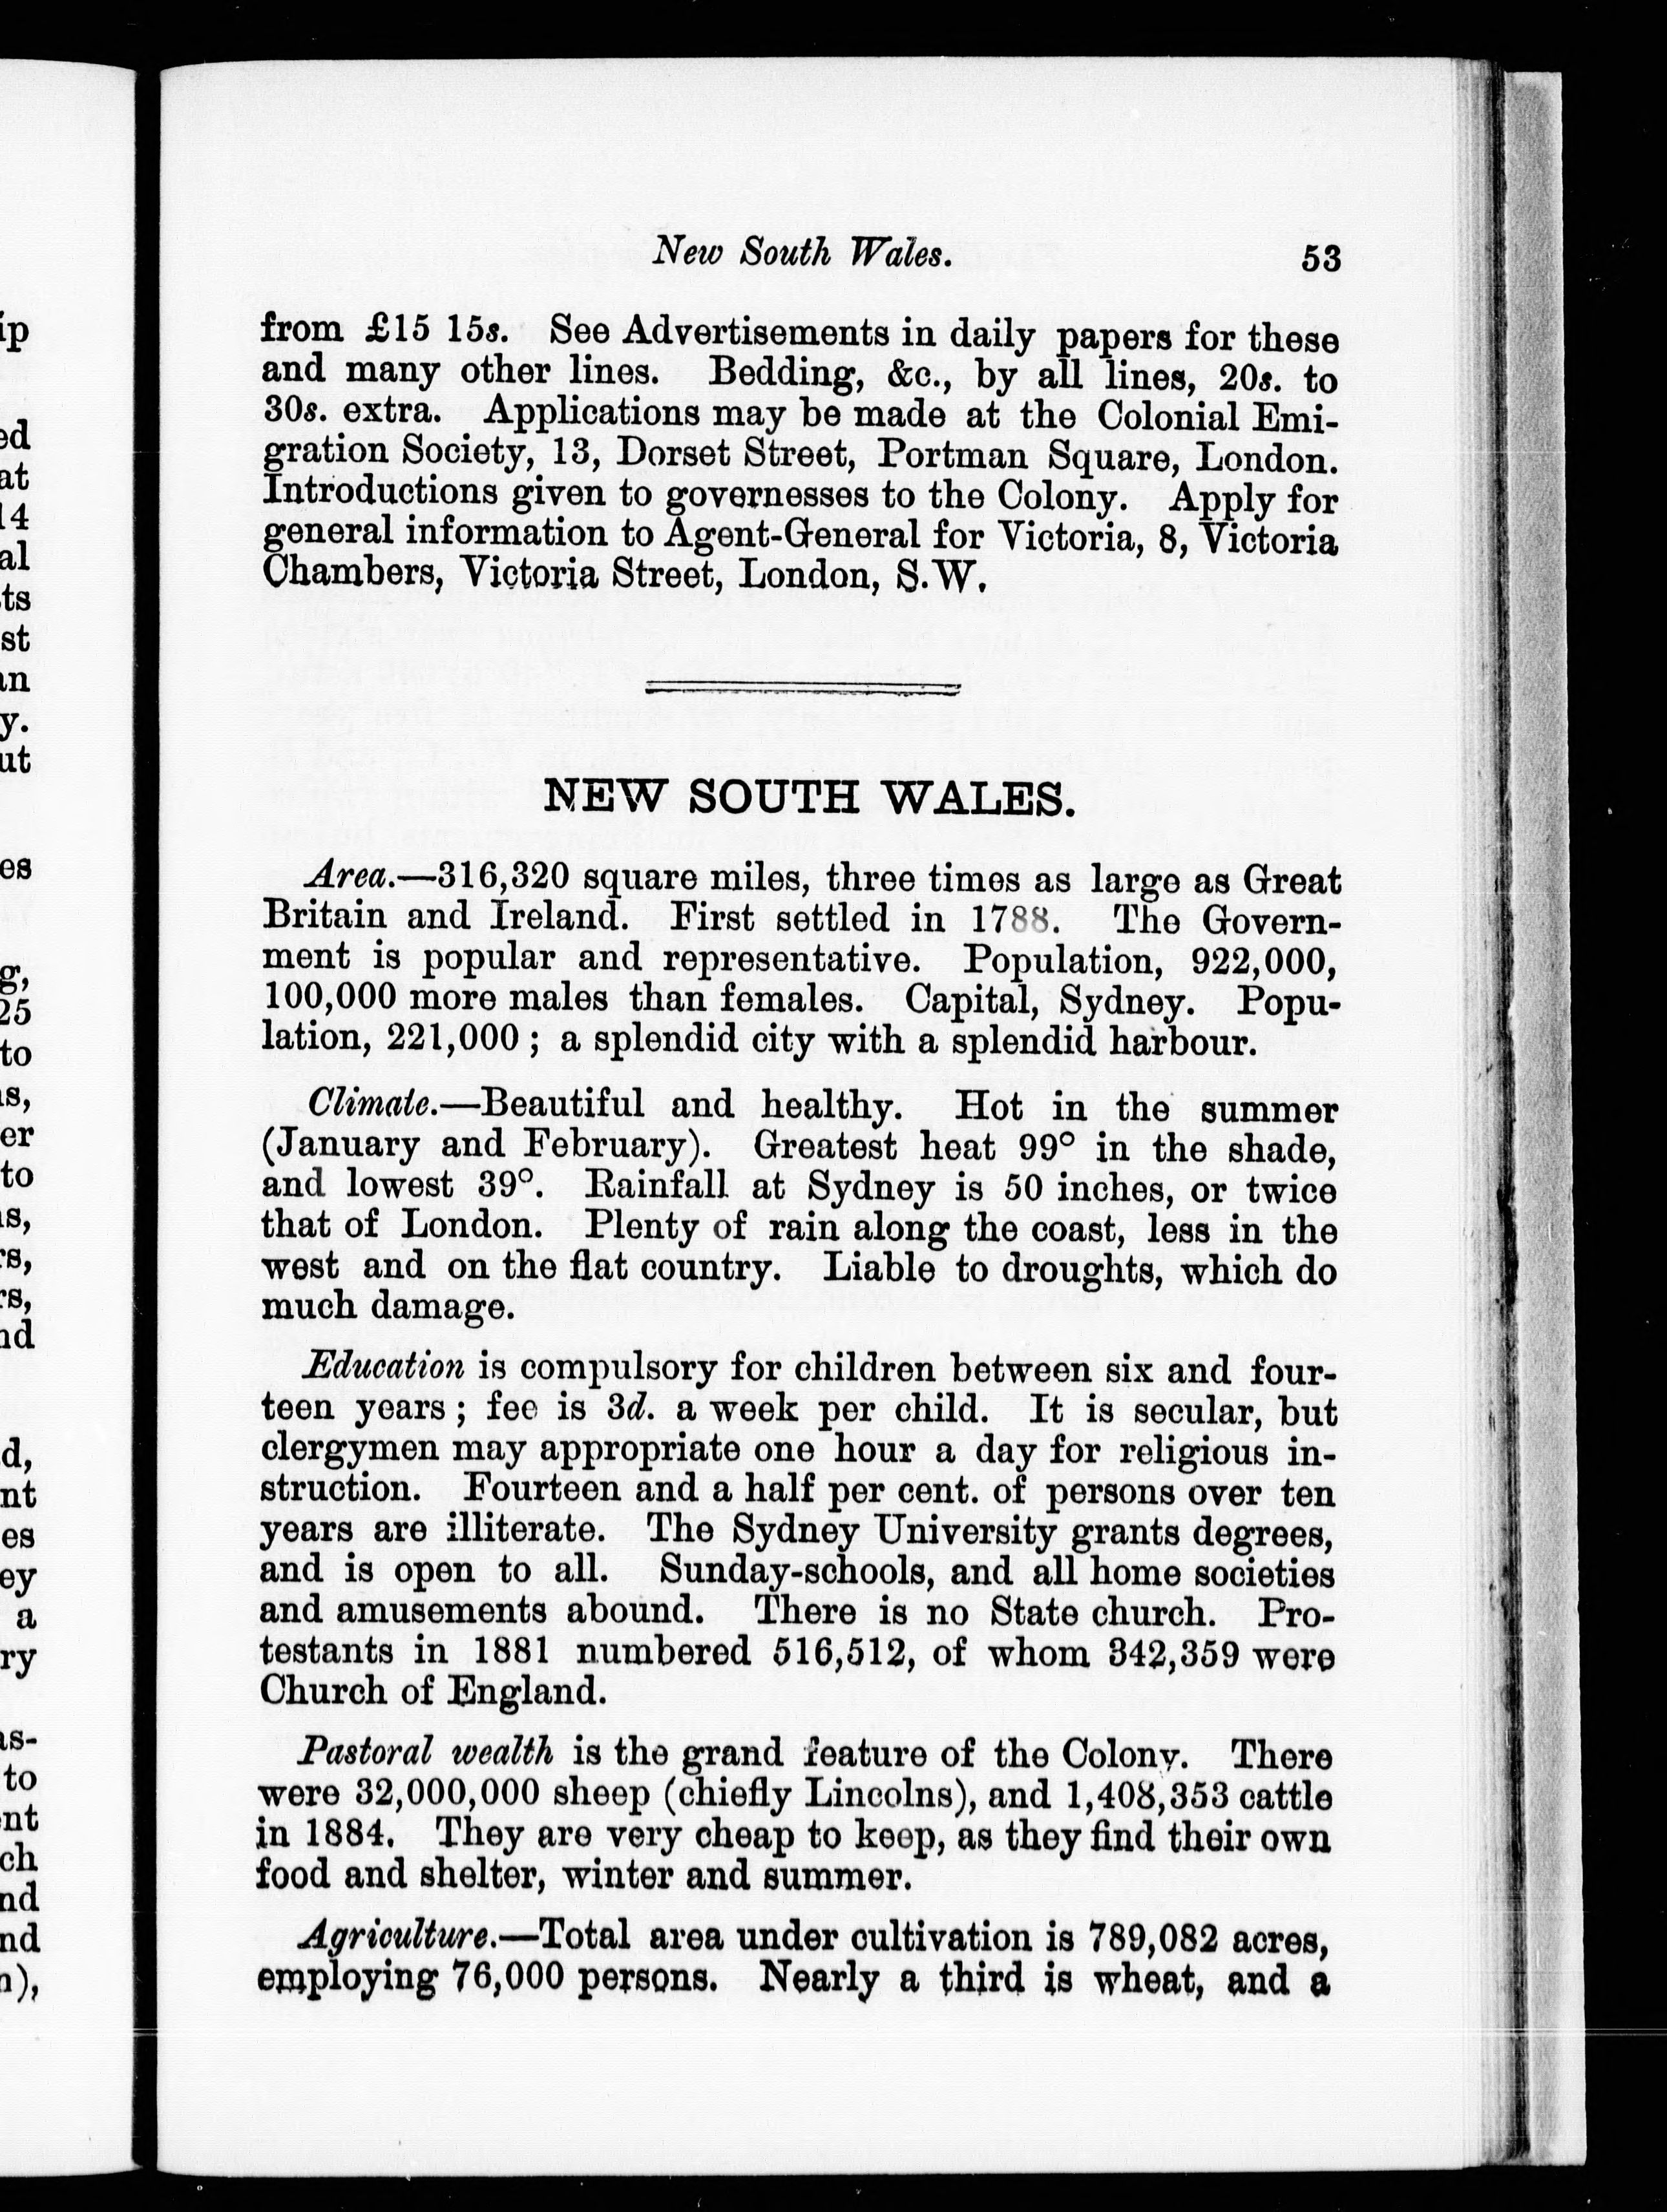 New South Wales. 53
from £15 15s. See Advertisements in daily papers for these
and many other lines. Bedding, &c., by all lines, 20s. to
30s. extra. Applications may be made at the Colonial Emi-
gration Society, 13, Dorset Street, Portman Square, London.
Introductions given to governesses to the Colony. Apply for
general information to Agent-General for Victoria, 8, Victoria
Chambers, Victoria Street, London, S.W.
NEW SOUTH WALES.
Area.—316,320 square miles, three times as large as Great
Britain and Ireland. First settled in 1788. The Govern-
ment is popular and representative. Population, 922,000,
100,000 more males than females. Capital, Sydney. Popu-
lation, 221,000 ; a splendid city with a splendid harbour.
Climate.—Beautiful and healthy. Hot in the summer
(January and February). Greatest heat 99° in the shade,
and lowest 39°. Rainfall at Sydney is 50 inches, or twice
that of London. Plenty of rain along the coast, less in the
west and on the flat country. Liable to droughts, which do
much damage.
Education is compulsory for children between six and four-
teen years ; fee is 3d. a week per child. It is secular, but
clergymen may appropriate one hour a day for religious in-
struction. Fourteen and a half per cent. of persons over ten
years are illiterate. The Sydney University grants degrees,
and is open to all. Sunday-schools, and all home societies
and amusements abound. There is no State church. Pro-
testants in 1881 numbered 516,512, of whom 342,359 were
Church of England.
Pastoral wealth is the grand feature of the Colony. There
were 32,000,000 sheep (chiefly Lincolns), and 1,408,353 cattle
in 1884. They are very cheap to keep, as they find their own
food and shelter, winter and summer.
Agriculture.—Total area under cultivation is 789,082 acres,
employing 76,000 persons. Nearly a third is wheat, and a